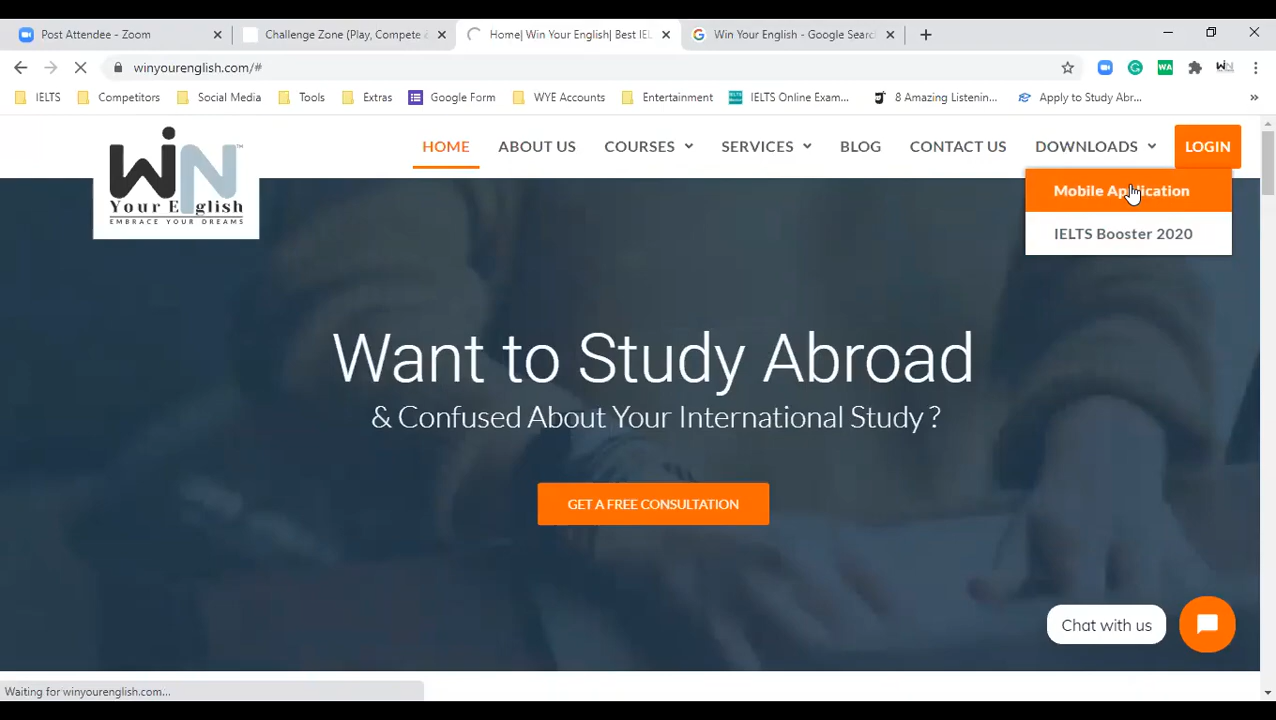 Post Attendee - Zoom
Challenge Zone (Play, Compete &
Home| Win Your English| Best IEL
Win Your English - Google Search
winyourenglish.com/#
IELTS
Competitors
Social Media
Tools
Extras
Google Form
WYE Accounts
Entertainment
IELTS Online Exam...
8 Amazing Listenin...
Apply to Study Abr...
WiN
Your English
EMBRACE YOUR DREAMS
HOME
ABOUT US
COURSES
SERVICES
BLOG
CONTACT US
DOWNLOADS
LOGIN
Mobile Application
IELTS Booster 2020
Want to Study Abroad
& Confused About Your International Study ?
GET A FREE CONSULTATION
Chat with us
Waiting for winyourenglish.com...